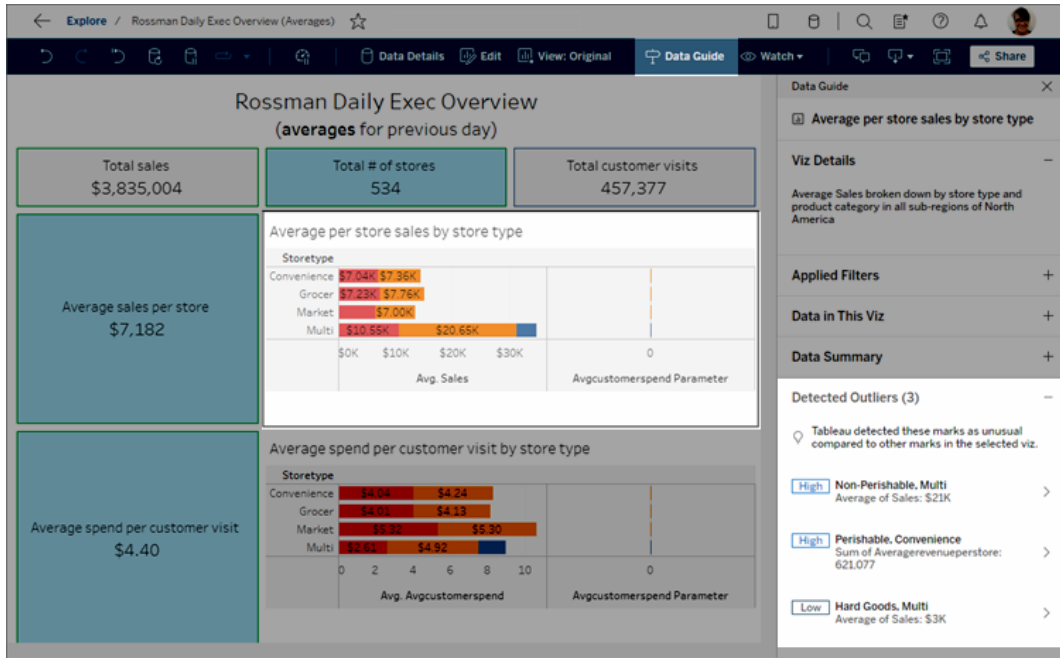 Explore / Rossman Daily Exec Overview (Averages)
Data Details Edit View: Original Data Guide Watch Share
Rossman Daily Exec Overview
(averages for previous day)
Total sales
$3,835,004
Total # of stores
534
Total customer visits
457,377
Average sales per store
$7,182
Average per store sales by store type
Storetype
Convenience $7.04K $7.36K
Grocer $7.23K $7.76K
Market $7.00K
Multi $10.55K $20.65K
$0K $10K $20K $30K 0
Avg. Sales Avgcustomerspend Parameter
Average spend per customer visit
$4.40
Average spend per customer visit by store type
Storetype
Convenience $4.04 $4.24
Grocer $4.01 $4.13
Market $5.32 $5.30
Multi $2.61 $4.92
0 2 4 6 8 10 0
Avg. Avgcustomerspend Avgcustomerspend Parameter
Data Guide
Average per store sales by store type
Viz Details
Average Sales broken down by store type and
product category in all sub-regions of North
America
Applied Filters
Data in This Viz
Data Summary
Detected Outliers (3)
Tableau detected these marks as unusual
compared to other marks in the selected viz.
High Non-Perishable, Multi
Average of Sales: $21K
High Perishable, Convenience
Sum of Averagerevenueperstore:
621,077
Low Hard Goods, Multi
Average of Sales: $3K